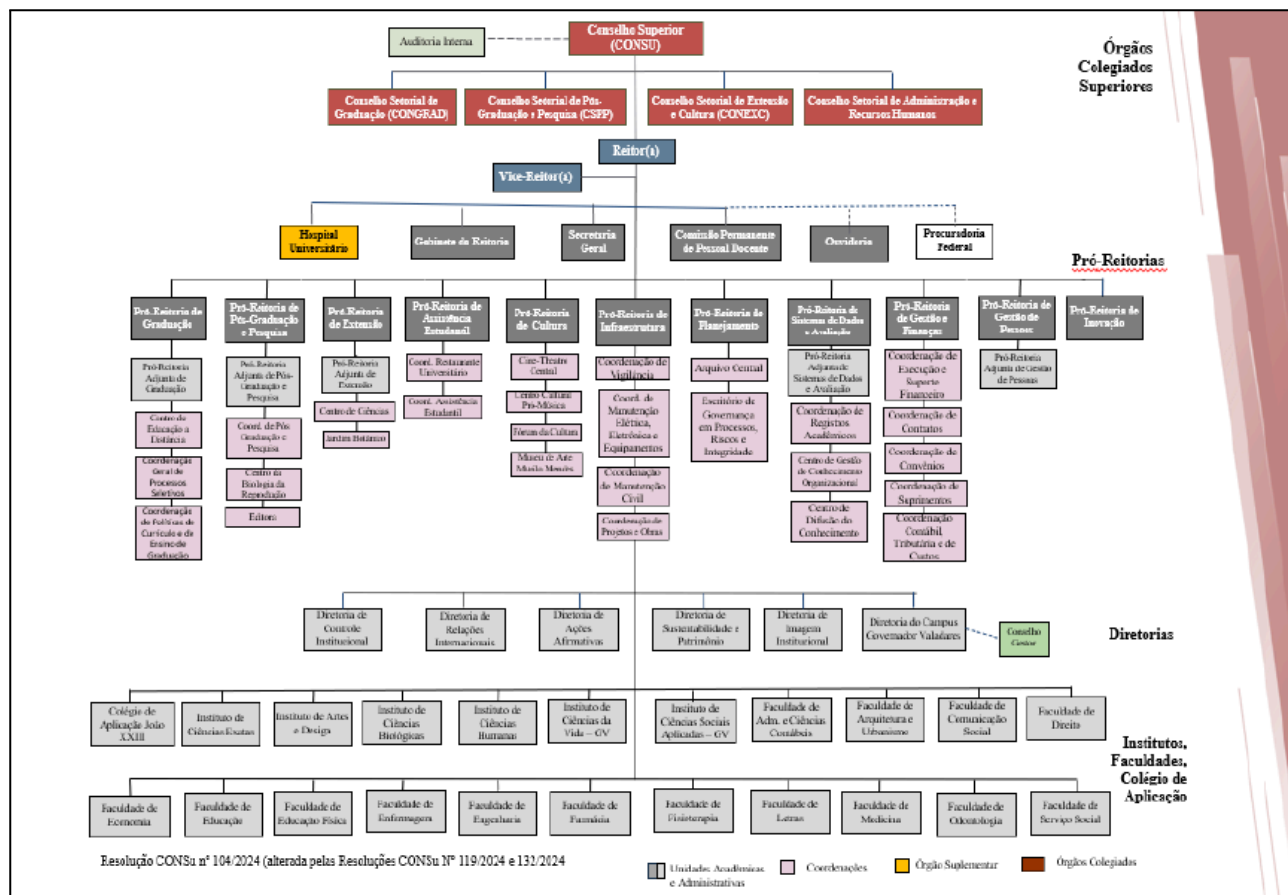 Auditoria Interna
Conselho Superior
(CONSU)
Órgãos
Colegiados
Superiores
Conselho Setorial de
Graduação (CONGRAD)
Conselho Setorial de Pós-
Graduação e Pesquisa (CSPP)
Conselho Setorial de Extensão
e Cultura (CONEXC)
Conselho Setorial de Administração e
Recursos Humanos
Reitor(a)
Vice-Reitor(a)
Hospital
Universitário
Gabinete da Reitoria
Secretaria
Geral
Comissão Permanente
de Pessoal Docente
Ouvidoria
Procuradoria
Federal
Pró-Reitorias
Pró-Reitoria de
Graduação
Pró-Reitoria
Adjunta de
Graduação
Centro de
Educação a
Distância
Coordenação
Geral de
Processos
Seletivos
Coordenação
de Políticas de
Currículo e de
Ensino de
Graduação
Pró-Reitoria de
Pós-Graduação
e Pesquisa
Pró-Reitoria
Adjunta de Pós-
Graduação e
Pesquisa
Coord. de Pós
Graduação e
Pesquisa
Centro de
Biologia da
Reprodução
Editora
Pró-Reitoria
de Extensão
Pró-Reitoria
Adjunta de
Extensão
Centro de Ciências
Jardim Botânico
Pró-Reitoria de
Assistência
Estudantil
Coord. Restaurante
Universitário
Coord. Assistência
Estudantil
Pró-Reitoria
de Cultura
Cine-Theatro
Central
Centro Cultural
Pró-Música
Fórum da Cultura
Museu de Arte
Murilo Mendes
Pró-Reitoria
de
Infraestrutura
Coordenação de
Vigilância
Coord. de
Manutenção
Elétrica,
Eletrônica e
Equipamentos
Coordenação
de Manutenção
Civil
Coordenação de
Projetos e Obras
Pró-Reitoria de
Planejamento
Arquivo Central
Escritório de
Governança
em Processos,
Riscos e
Integridade
Pró-Reitoria de
Sistemas de Dados
e Avaliação
Pró-Reitoria
Adjunta de
Sistemas de Dados
e Avaliação
Coordenação de
Registros
Acadêmicos
Centro de Gestão
de Conhecimento
Organizacional
Centro de
Difusão do
Conhecimento
Pró-Reitoria
de Gestão e
Finanças
Coordenação de
Execução e
Suporte
Financeiro
Coordenação de
Contratos
Coordenação de
Convênios
Coordenação de
Suprimentos
Coordenação
Contábil,
Tributária e de
Custos
Pró-Reitoria de
Gestão de
Pessoas
Pró-Reitoria
Adjunta de Gestão
de Pessoas
Pró-Reitoria de
Inovação
Diretoria de
Controle
Institucional
Diretoria de
Relações
Internacionais
Diretoria de
Ações
Afirmativas
Diretoria de
Sustentabilidade e
Patrimônio
Diretoria de
Imagem
Institucional
Diretoria do Campus
Governador Valadares
Conselho
Gestor
Diretorias
Colégio de
Aplicação João
XXIII
Instituto de
Ciências Exatas
Instituto de Artes
e Design
Instituto de
Ciências
Biológicas
Instituto de
Ciências
Humanas
Instituto de
Ciências da
Vida – GV
Instituto de
Ciências Sociais
Aplicadas – GV
Faculdade de
Adm. e Ciências
Contábeis
Faculdade de
Arquitetura e
Urbanismo
Faculdade de
Comunicação
Social
Faculdade de
Direito
Institutos,
Faculdades,
Colégio de
Aplicação
Faculdade de
Economia
Faculdade de
Educação
Faculdade de
Educação Física
Faculdade de
Enfermagem
Faculdade de
Engenharia
Faculdade de
Farmácia
Faculdade de
Fisioterapia
Faculdade de
Letras
Faculdade de
Medicina
Faculdade de
Odontologia
Faculdade de
Serviço Social
Resolução CONSu nº 104/2024 (alterada pelas Resoluções CONSu Nº 119/2024 e 132/2024
Unidades Acadêmicas
e Administrativas
Coordenações
Órgão Suplementar
Órgãos Colegiados